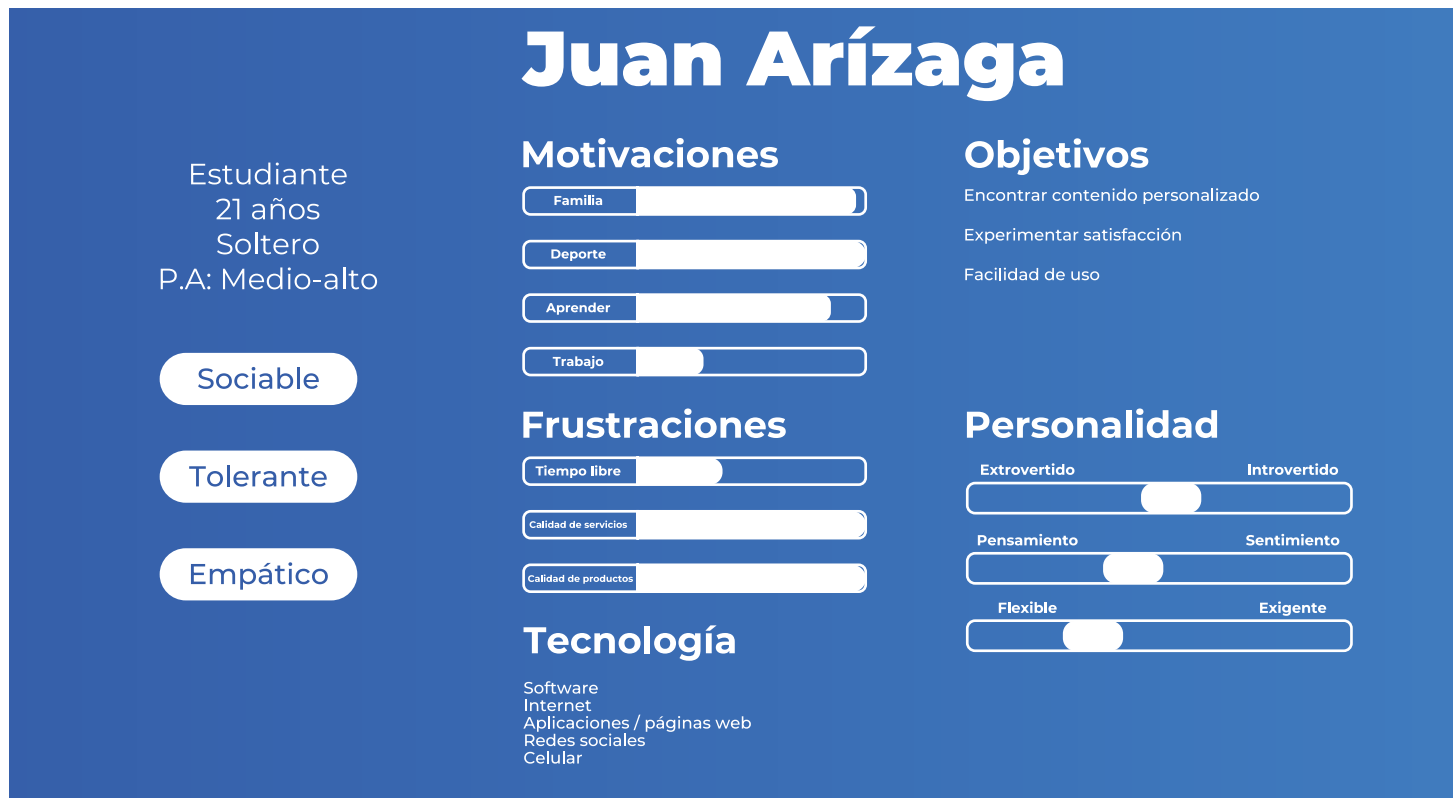 Juan Arízaga
Estudiante
21 años
Soltero
P.A: Medio-alto
Sociable
Tolerante
Empático
Motivaciones
Familia
Deporte
Aprender
Trabajo
Frustraciones
Tiempo libre
Calidad de servicios
Calidad de productos
Tecnología
Software
Internet
Aplicaciones / páginas web
Redes sociales
Celular
Objetivos
Encontrar contenido personalizado
Experimentar satisfacción
Facilidad de uso
Personalidad
Extrovertido Introvertido
Pensamiento Sentimiento
Flexible Exigente